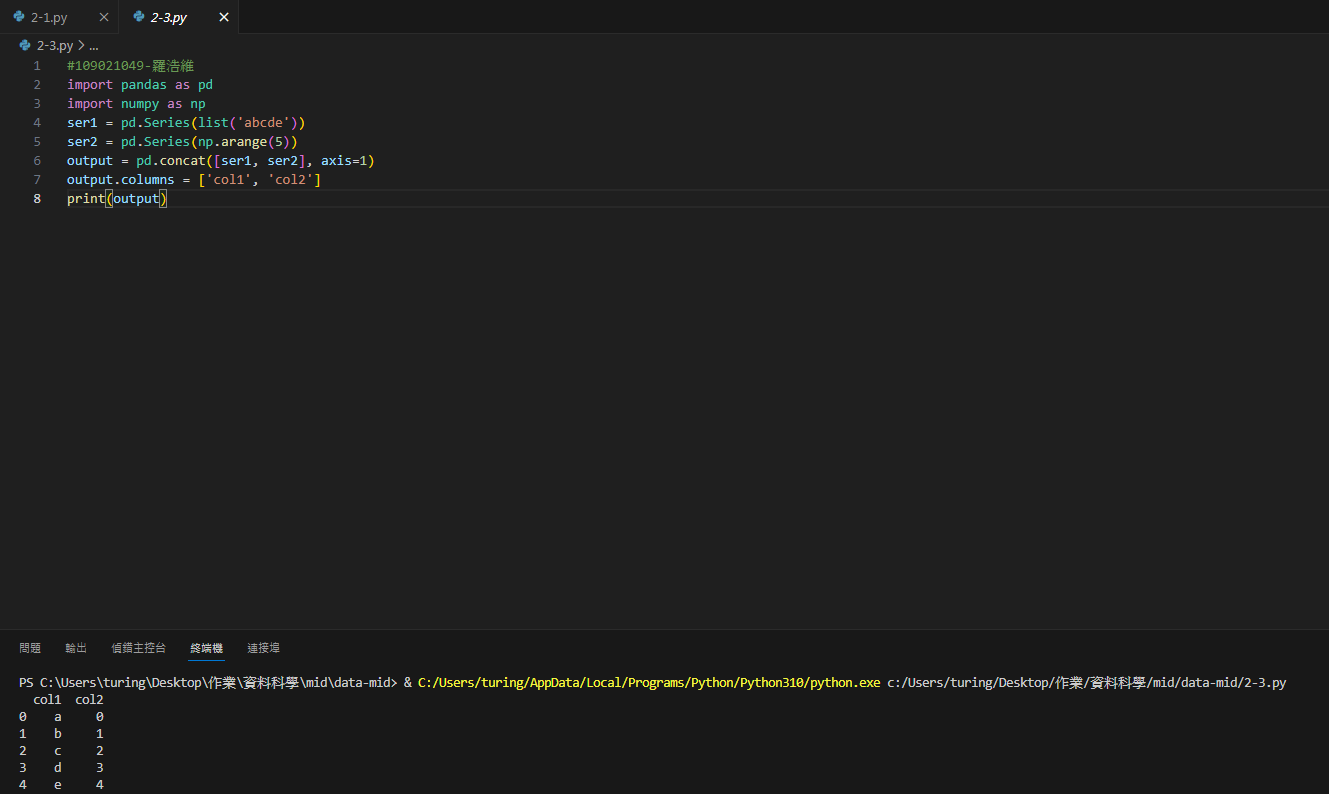 2-1.py 2-3.py
2-3.py > ...
1 #109021049-羅浩維
2 import pandas as pd
3 import numpy as np
4 ser1 = pd.Series(list('abcde'))
5 ser2 = pd.Series(np.arange(5))
6 output = pd.concat([ser1, ser2], axis=1)
7 output.columns = ['col1', 'col2']
8 print(output)
問題 輸出 偵錯主控台 終端機 連接埠
PS C:\Users\turing\Desktop\作業\資料科學\mid\data-mid> & C:/Users/turing/AppData/Local/Programs/Python/Python310/python.exe c:/Users/turing/Desktop/作業/資料科學/mid/data-mid/2-3.py
  col1  col2
0    a     0
1    b     1
2    c     2
3    d     3
4    e     4